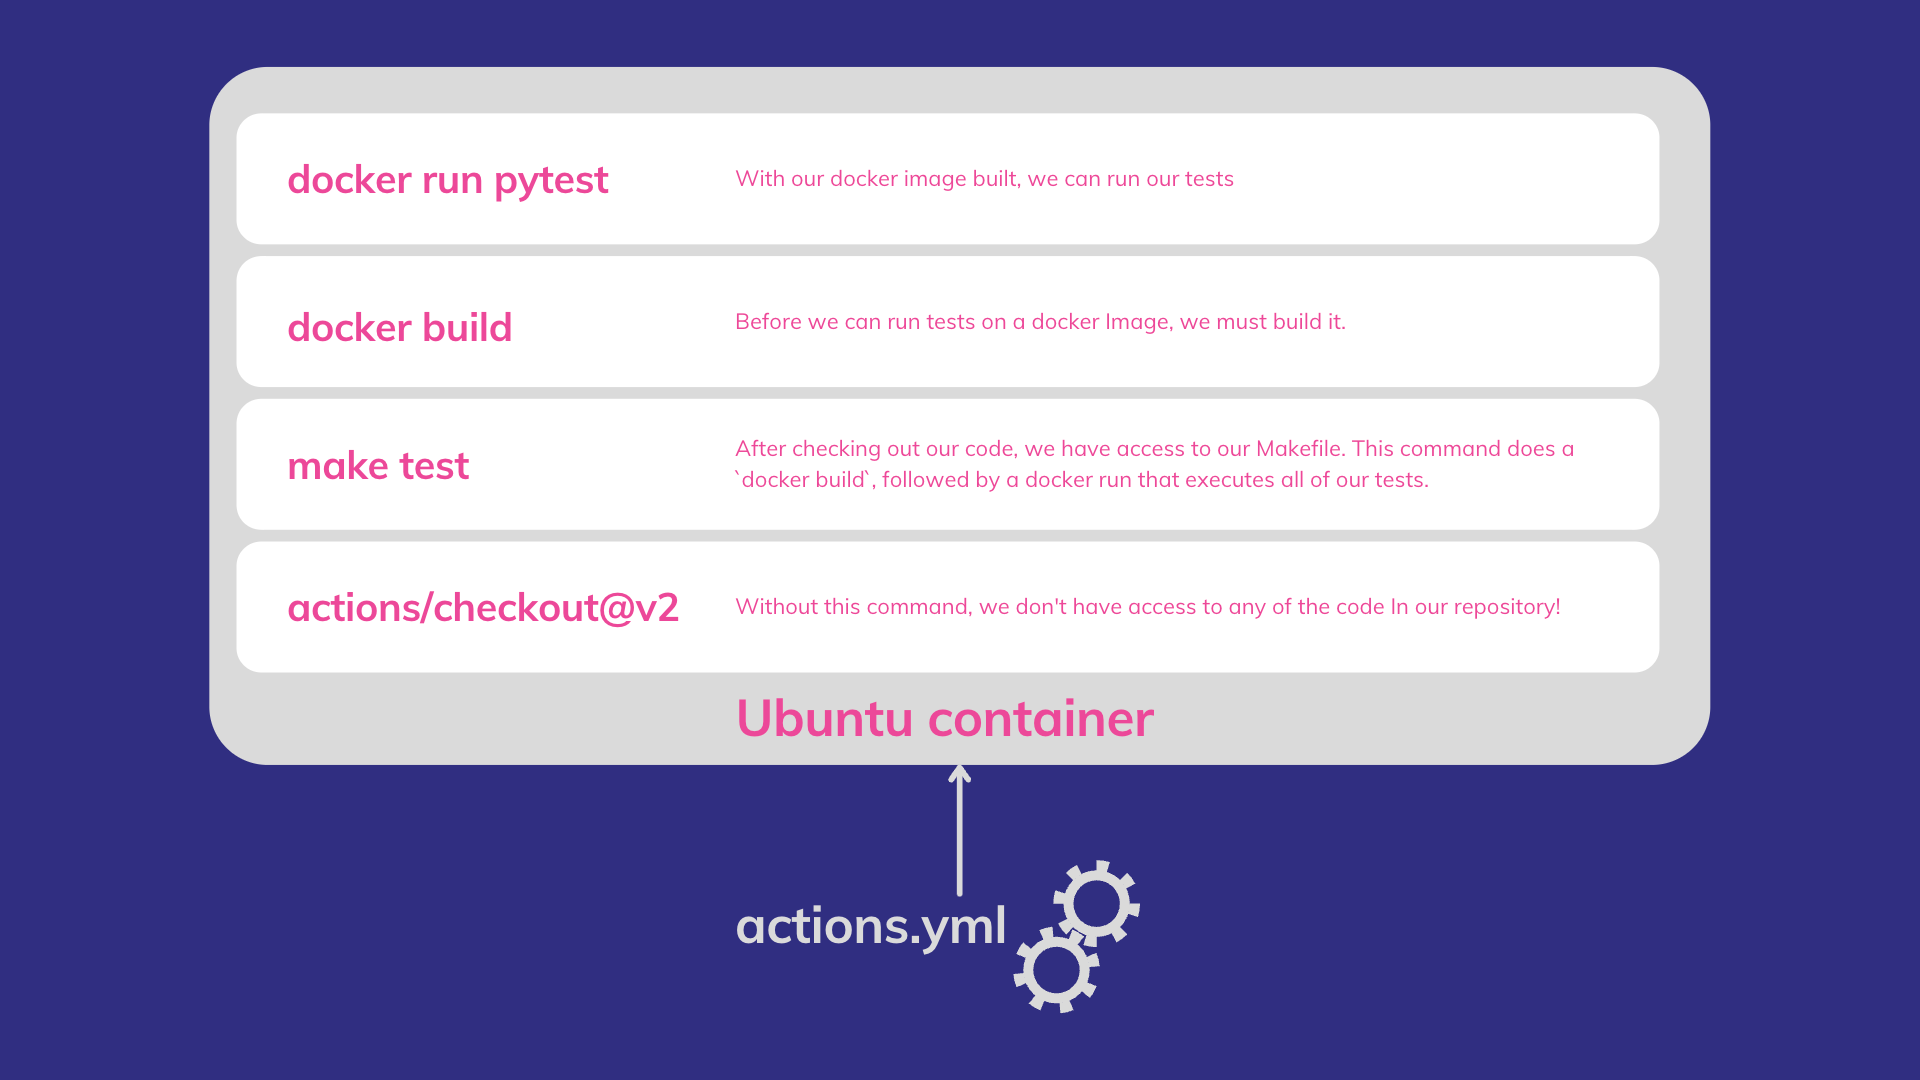 docker run pytest
With our docker image built, we can run our tests
docker build
Before we can run tests on a docker Image, we must build it.
make test
After checking out our code, we have access to our Makefile. This command does a
`docker build`, followed by a docker run that executes all of our tests.
actions/checkout@v2
Without this command, we don't have access to any of the code In our repository!
Ubuntu container
actions.yml